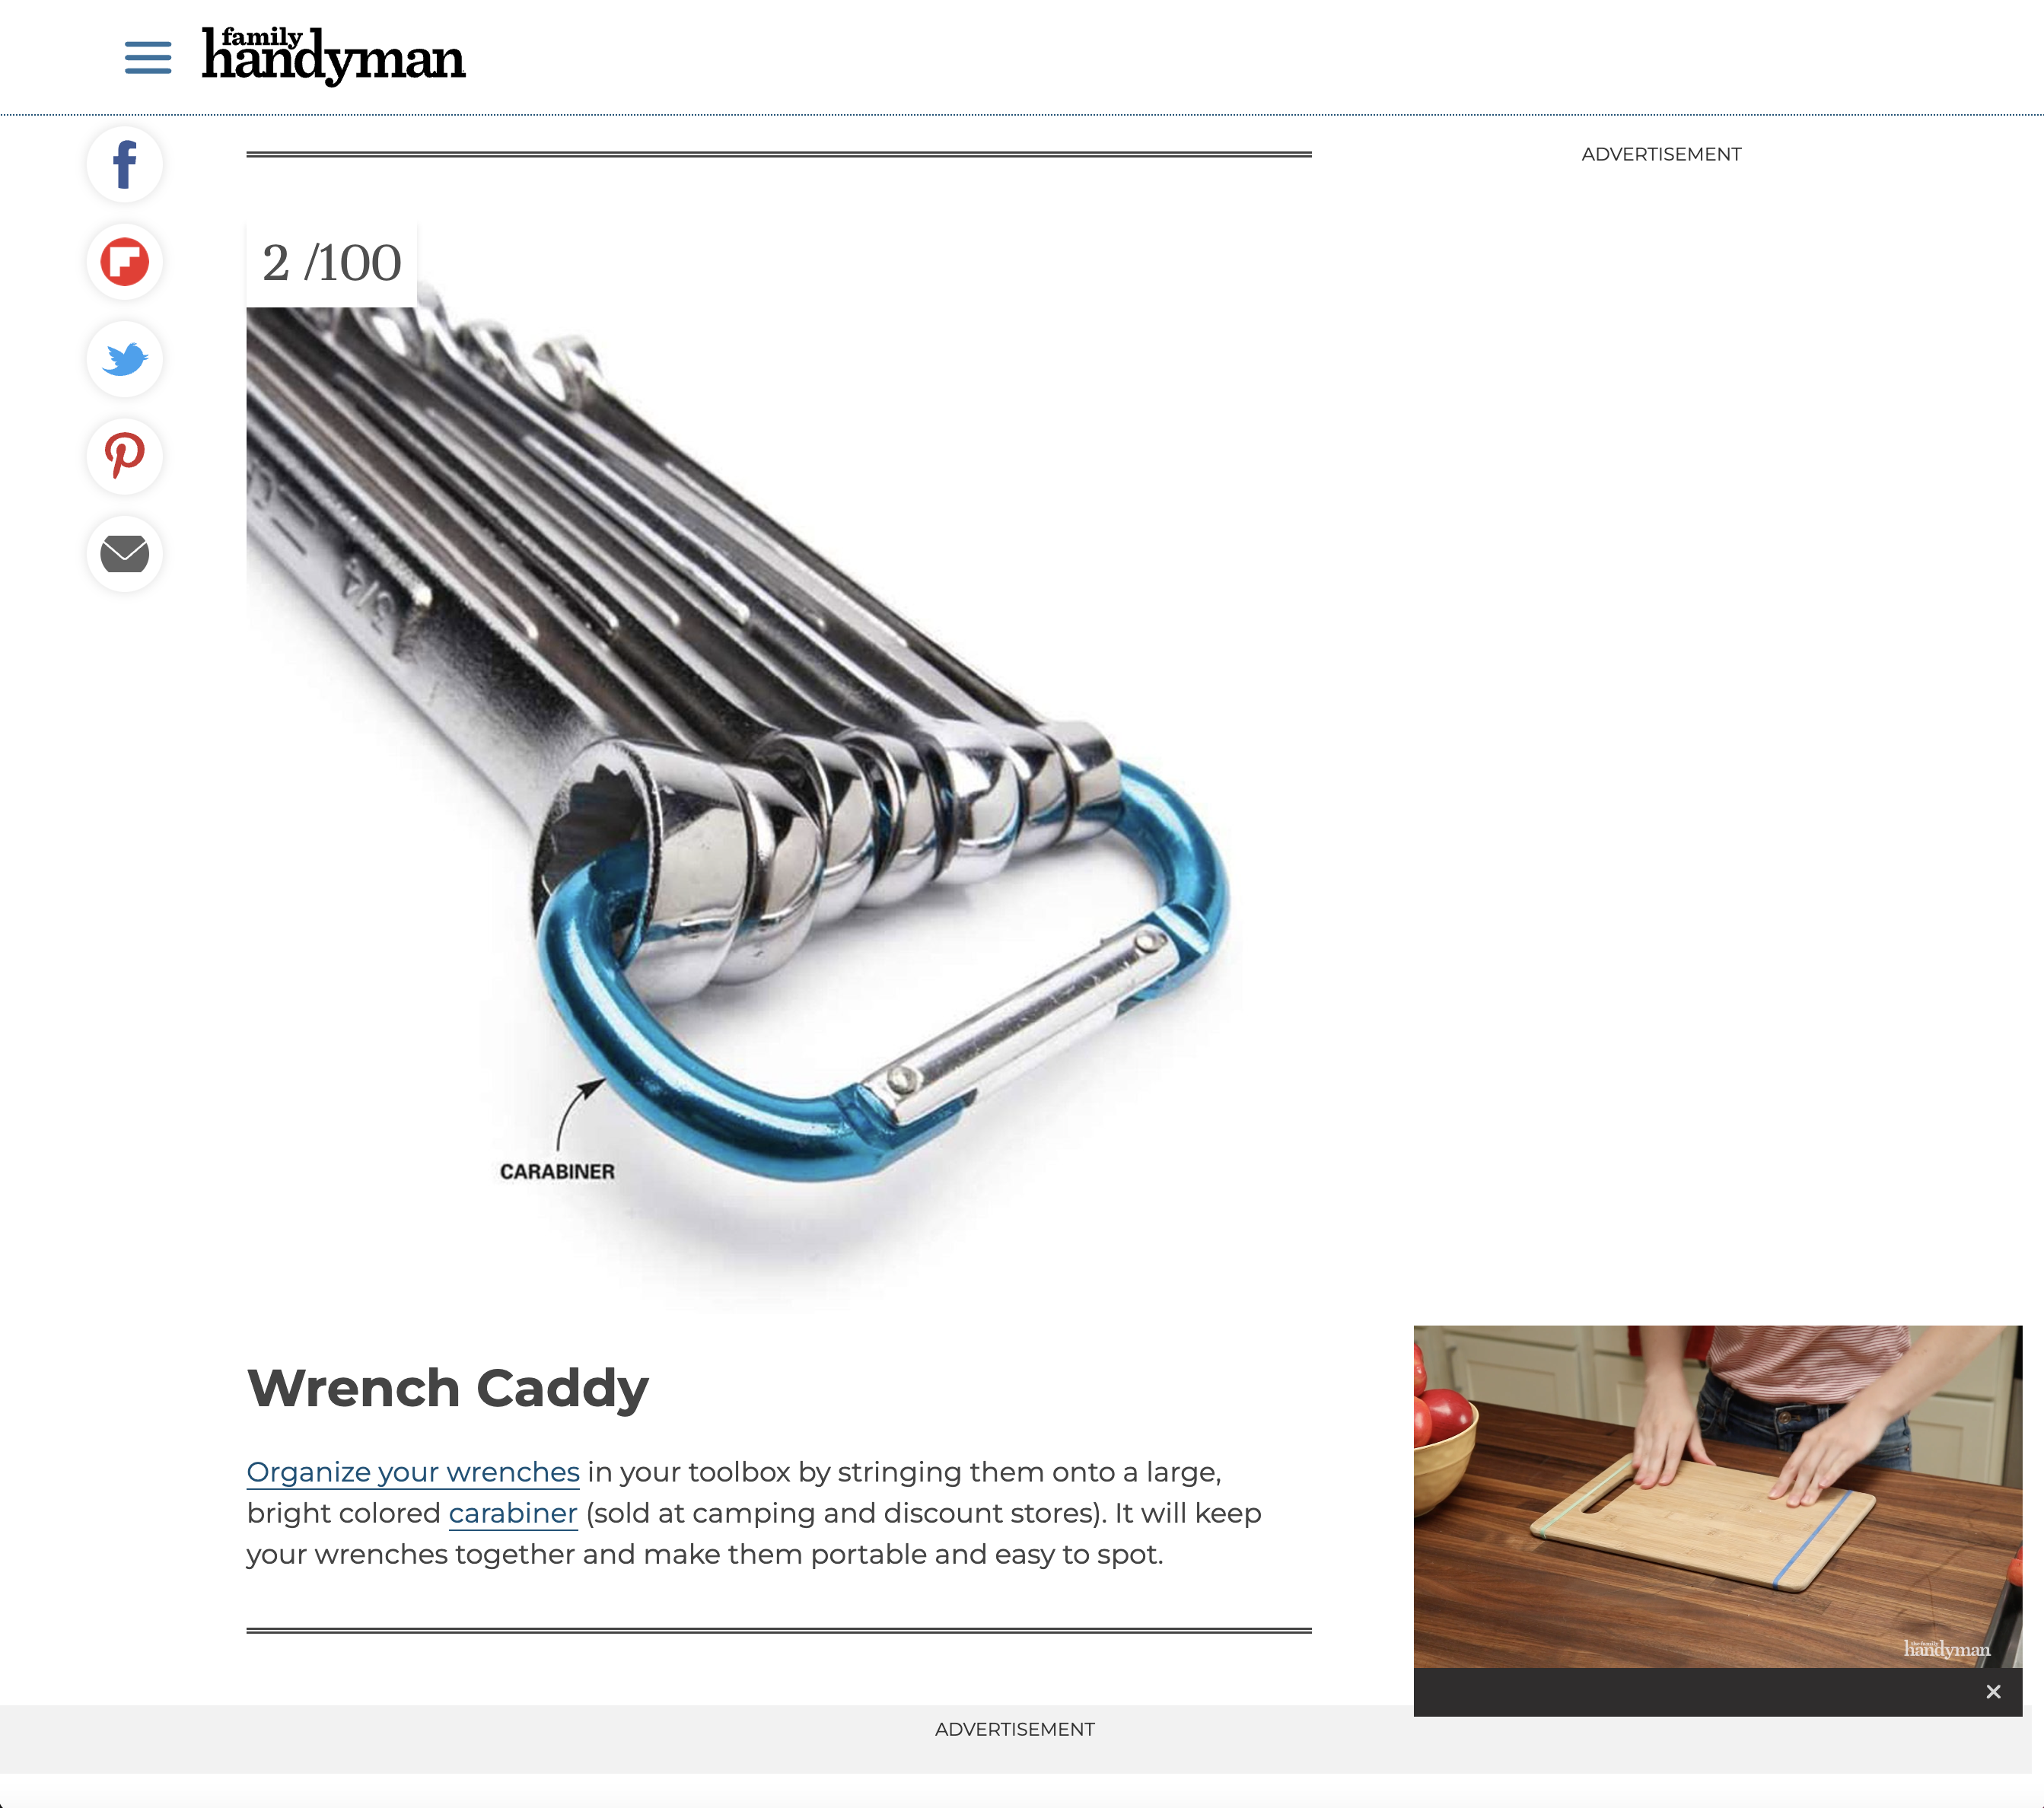 family
handyman
ADVERTISEMENT
2 /100
3/4
CARABINER
Wrench Caddy
Organize your wrenches in your toolbox by stringing them onto a large,
bright colored carabiner (sold at camping and discount stores). It will keep
your wrenches together and make them portable and easy to spot.
the family
handyman
ADVERTISEMENT